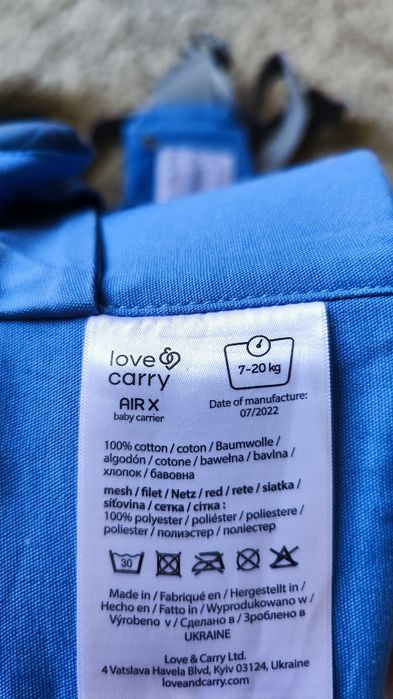 love
carry
AIR X
baby carrier
7-20 kg
Date of manufacture:
07/2022
100% cotton / coton / Baumwolle /
algodón / cotone / bawełna / bavlna /
хлопок / бавовна
mesh / filet / Netz / red / rete / siatka /
síťovina / сетка / сітка :
100% polyester / poliéster / poliestere /
poliester / полиэстер / поліестер
30
Made in / Fabriqué en / Hergestellt in /
Hecho en / Fatto in / Wyprodukowano w /
Výrobeno v / Сделано в / Зроблено в
UKRAINE
Love & Carry Ltd.
4 Vatslava Havela Blvd, Kyiv 03124, Ukraine
loveandcarry.com